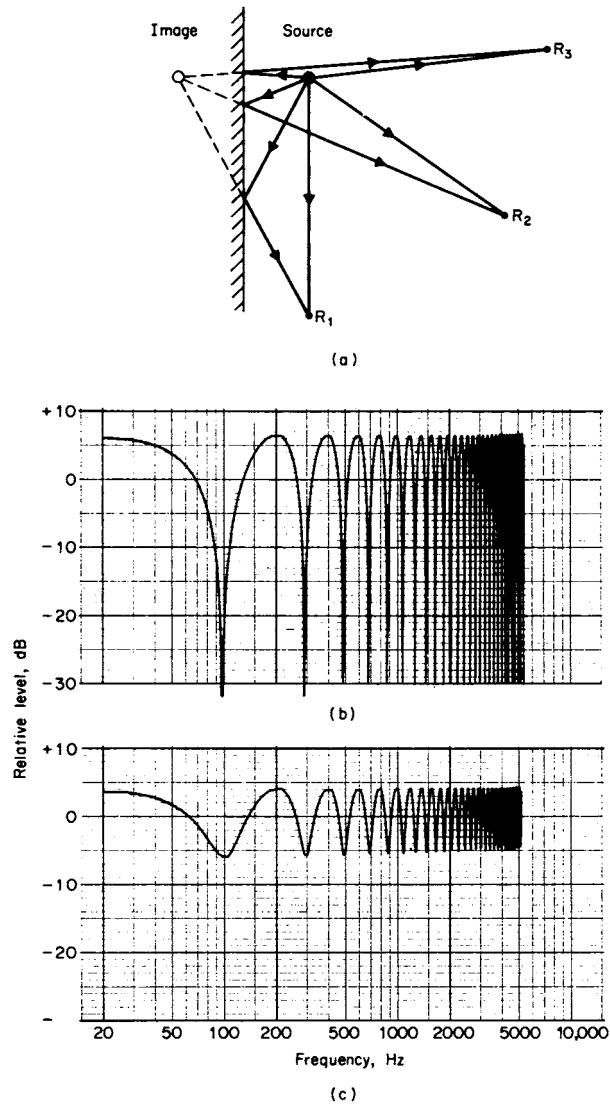 Image Source
R3
R2
R1
(a)
+10
0
-10
-20
-30
(b)
Relative level, dB
+10
0
-10
-20
-
20 50 100 200 500 1000 2000 5000 10,000
Frequency, Hz
(c)